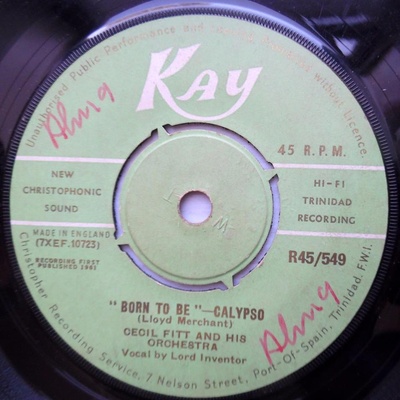 Unauthorised Public Performance and
without Licence.
Kay
Alma
45 R.P.M.
NEW
CHRISTOPHONIC
SOUND
HI-FI
TRINIDAD
RECORDING
MADE IN ENGLAND
(7XEF.10723)
RECORDING FIRST
PUBLISHED 1961
R45/549
"BORN TO BE"—CALYPSO
(Lloyd Merchant)
CECIL FITT AND HIS
ORCHESTRA
Vocal by Lord Inventor
Alma
Christopher Recording Service, 7 Nelson Street, Port-Of-Spain, Trinidad, F.W.I.